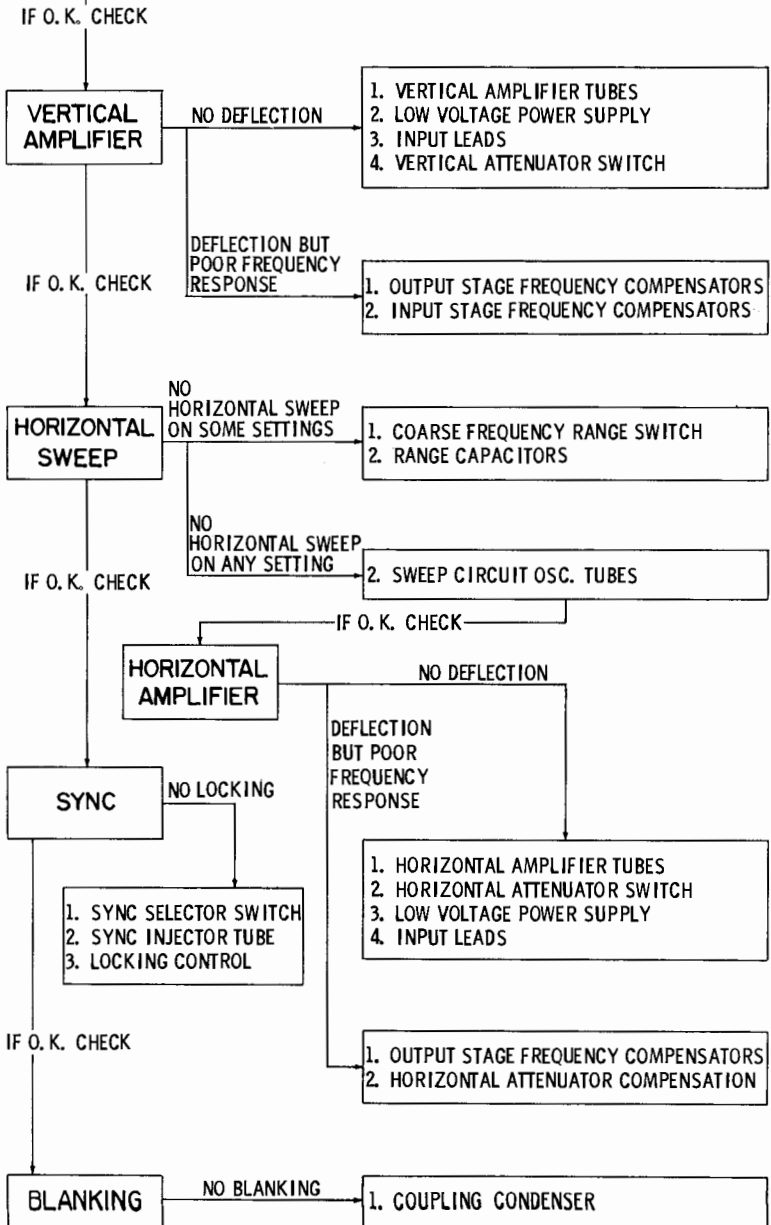 IF O.K. CHECK
VERTICAL
AMPLIFIER
NO DEFLECTION
1. VERTICAL AMPLIFIER TUBES
2. LOW VOLTAGE POWER SUPPLY
3. INPUT LEADS
4. VERTICAL ATTENUATOR SWITCH
DEFLECTION BUT
POOR FREQUENCY
RESPONSE
1. OUTPUT STAGE FREQUENCY COMPENSATORS
2. INPUT STAGE FREQUENCY COMPENSATORS
IF O.K. CHECK
HORIZONTAL
SWEEP
NO
HORIZONTAL SWEEP
ON SOME SETTINGS
1. COARSE FREQUENCY RANGE SWITCH
2. RANGE CAPACITORS
NO
HORIZONTAL SWEEP
ON ANY SETTING
2. SWEEP CIRCUIT OSC. TUBES
IF O.K. CHECK
IF O.K. CHECK
HORIZONTAL
AMPLIFIER
NO DEFLECTION
DEFLECTION
BUT POOR
FREQUENCY
RESPONSE
1. HORIZONTAL AMPLIFIER TUBES
2. HORIZONTAL ATTENUATOR SWITCH
3. LOW VOLTAGE POWER SUPPLY
4. INPUT LEADS
SYNC
NO LOCKING
1. SYNC SELECTOR SWITCH
2. SYNC INJECTOR TUBE
3. LOCKING CONTROL
IF O.K. CHECK
1. OUTPUT STAGE FREQUENCY COMPENSATORS
2. HORIZONTAL ATTENUATOR COMPENSATION
BLANKING
NO BLANKING
1. COUPLING CONDENSER